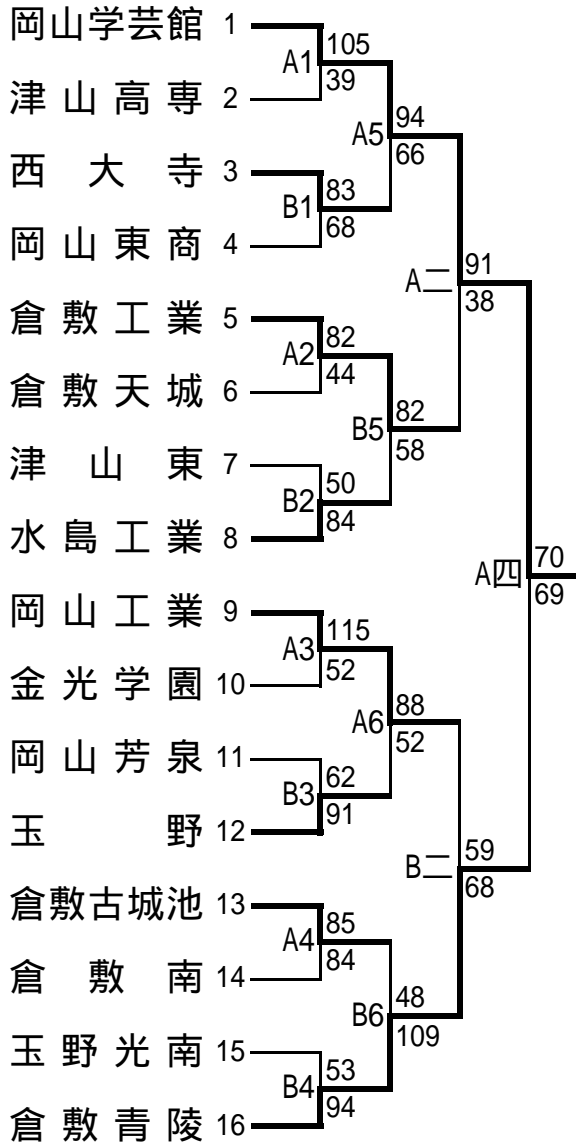 岡山学芸館 1
105
A1
39
津山高専 2
94
A5
66
西大寺 3
83
B1
68
岡山東商 4
91
A二
38
倉敷工業 5
82
A2
44
倉敷天城 6
82
B5
58
津山東 7
50
B2
84
水島工業 8
70
A四
69
岡山工業 9
115
A3
52
金光学園 10
88
A6
52
岡山芳泉 11
62
B3
91
玉野 12
59
B二
68
倉敷古城池 13
85
A4
84
倉敷南 14
48
B6
109
玉野光南 15
53
B4
94
倉敷青陵 16